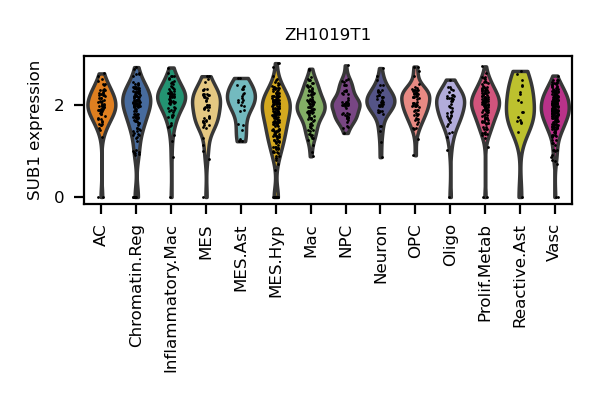 ZH1019T1
SUB1 expression
2
0
AC
Chromatin.Reg
Inflammatory.Mac
MES
MES.Ast
MES.Hyp
Mac
NPC
Neuron
OPC
Oligo
Prolif.Metab
Reactive.Ast
Vasc